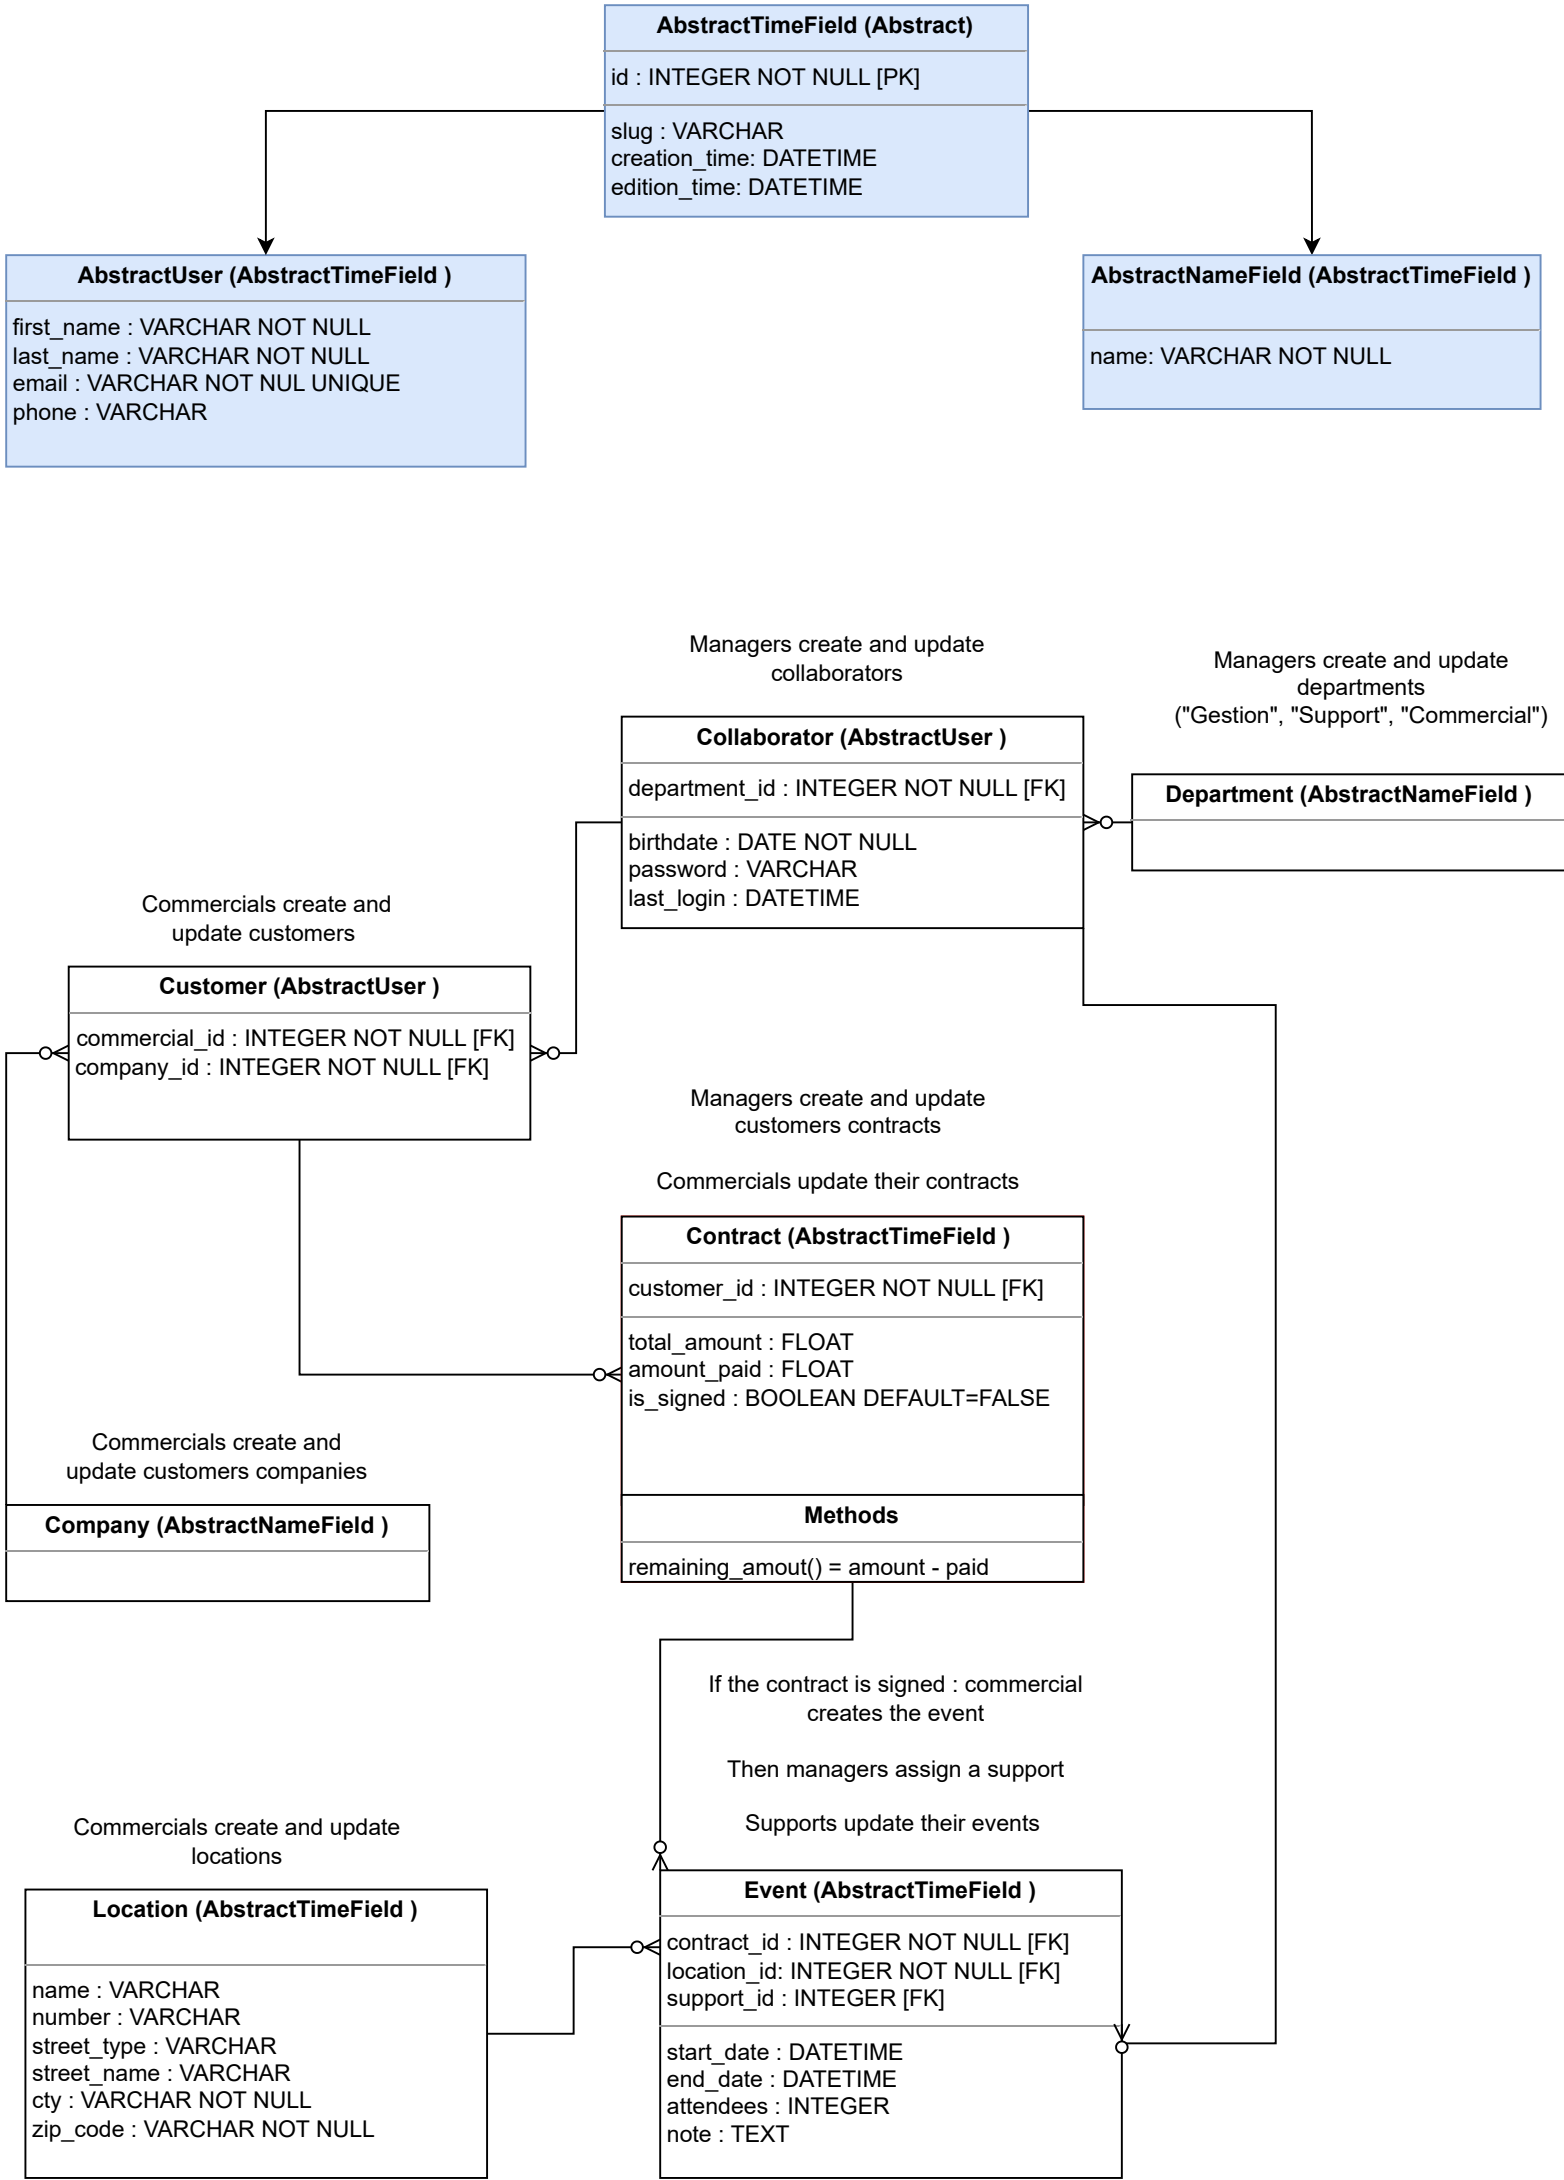 AbstractTimeField (Abstract)
id : INTEGER NOT NULL [PK]
slug : VARCHAR
creation_time: DATETIME
edition_time: DATETIME
AbstractUser (AbstractTimeField )
first_name : VARCHAR NOT NULL
last_name : VARCHAR NOT NULL
email : VARCHAR NOT NUL UNIQUE
phone : VARCHAR
AbstractNameField (AbstractTimeField )
name: VARCHAR NOT NULL
Managers create and update
collaborators
Managers create and update
departments
("Gestion", "Support", "Commercial")
Collaborator (AbstractUser )
department_id : INTEGER NOT NULL [FK]
birthdate : DATE NOT NULL
password : VARCHAR
last_login : DATETIME
Department (AbstractNameField )
Commercials create and
update customers
Customer (AbstractUser )
commercial_id : INTEGER NOT NULL [FK]
company_id : INTEGER NOT NULL [FK]
Managers create and update
customers contracts
Commercials update their contracts
Contract (AbstractTimeField )
customer_id : INTEGER NOT NULL [FK]
total_amount : FLOAT
amount_paid : FLOAT
is_signed : BOOLEAN DEFAULT=FALSE
Methods
remaining_amout() = amount - paid
Commercials create and
update customers companies
Company (AbstractNameField )
If the contract is signed : commercial
creates the event
Then managers assign a support
Supports update their events
Commercials create and update
locations
Location (AbstractTimeField )
name : VARCHAR
number : VARCHAR
street_type : VARCHAR
street_name : VARCHAR
cty : VARCHAR NOT NULL
zip_code : VARCHAR NOT NULL
Event (AbstractTimeField )
contract_id : INTEGER NOT NULL [FK]
location_id: INTEGER NOT NULL [FK]
support_id : INTEGER [FK]
start_date : DATETIME
end_date : DATETIME
attendees : INTEGER
note : TEXT